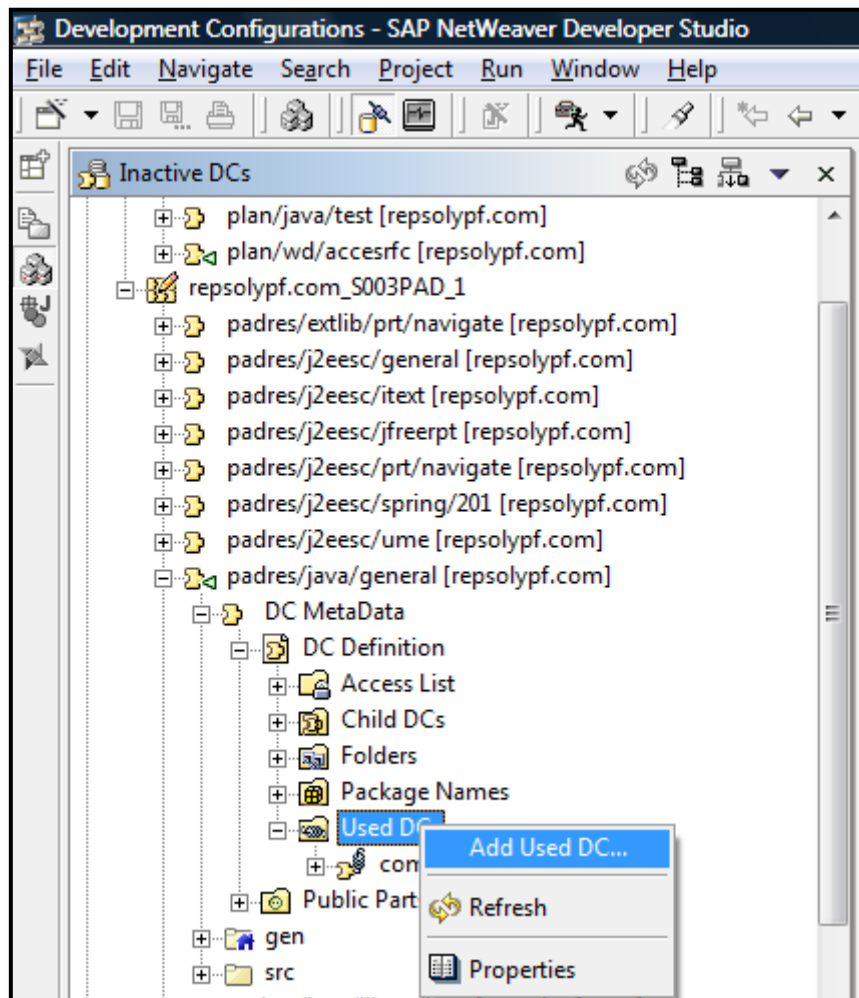 Development Configurations - SAP NetWeaver Developer Studio
File Edit Navigate Search Project Run Window Help
Inactive DCs
plan/java/test [repsolypf.com]
plan/wd/accesrfc [repsolypf.com]
repsolypf.com_S003PAD_1
padres/extlib/prt/navigate [repsolypf.com]
padres/j2eesc/general [repsolypf.com]
padres/j2eesc/itext [repsolypf.com]
padres/j2eesc/jfreerpt [repsolypf.com]
padres/j2eesc/prt/navigate [repsolypf.com]
padres/j2eesc/spring/201 [repsolypf.com]
padres/j2eesc/ume [repsolypf.com]
padres/java/general [repsolypf.com]
DC MetaData
DC Definition
Access List
Child DCs
Folders
Package Names
Used DC
Add Used DC...
com
Public Part
Refresh
gen
src
Properties